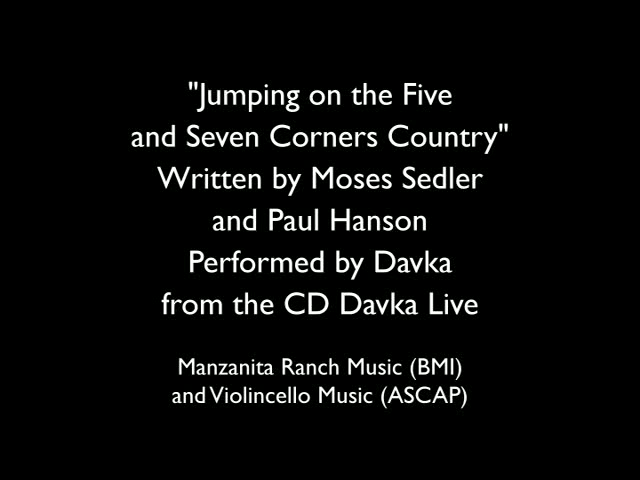 "Jumping on the Five
and Seven Corners Country"
Written by Moses Sedler
and Paul Hanson
Performed by Davka
from the CD Davka Live
Manzanita Ranch Music (BMI)
and Violincello Music (ASCAP)